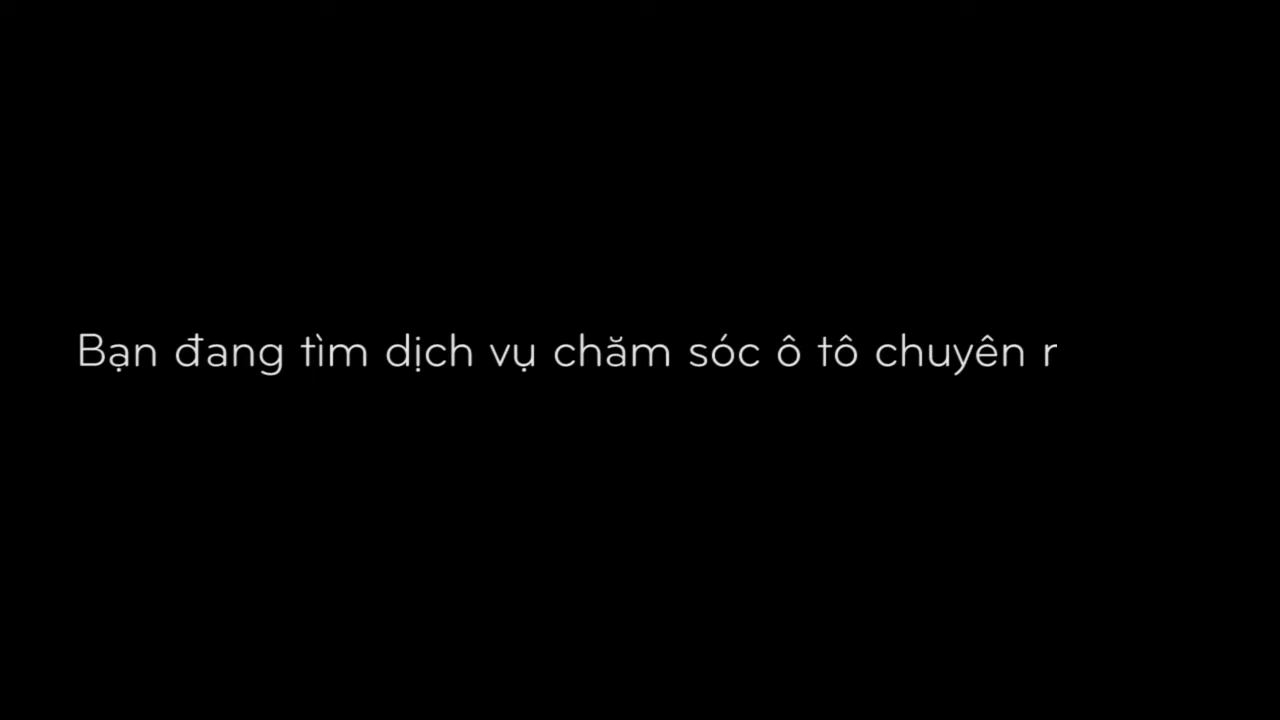 Bạn đang tìm dịch vụ chăm sóc ô tô chuyên